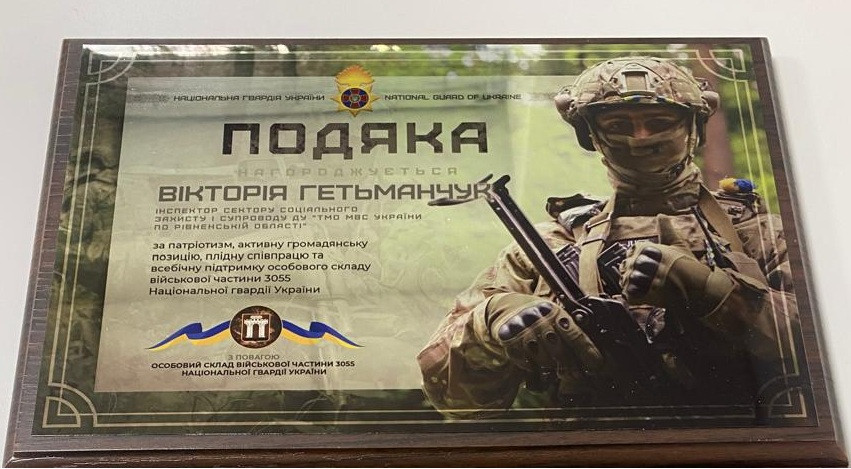 НАЦІОНАЛЬНА ГВАРДІЯ УКРАЇНИ NATIONAL GUARD OF UKRAINE
ПОДЯКА
НАГОРОДЖУЄТЬСЯ
ВІКТОРІЯ ГЕТЬМАНЧУК
ІНСПЕКТОР СЕКТОРУ СОЦІАЛЬНОГО
ЗАХИСТУ І СУПРОВОДУ ДУ "ТМО МВС УКРАЇНИ
ПО РІВНЕНСЬКІЙ ОБЛАСТІ"
за патріотизм, активну громадянську
позицію, плідну співпрацю та
всебічну підтримку особового складу
військової частини 3055
Національної гвардії України
З ПОВАГОЮ
ОСОБОВИЙ СКЛАД ВІЙСЬКОВОЇ ЧАСТИНИ 3055
НАЦІОНАЛЬНОЇ ГВАРДІЇ УКРАЇНИ